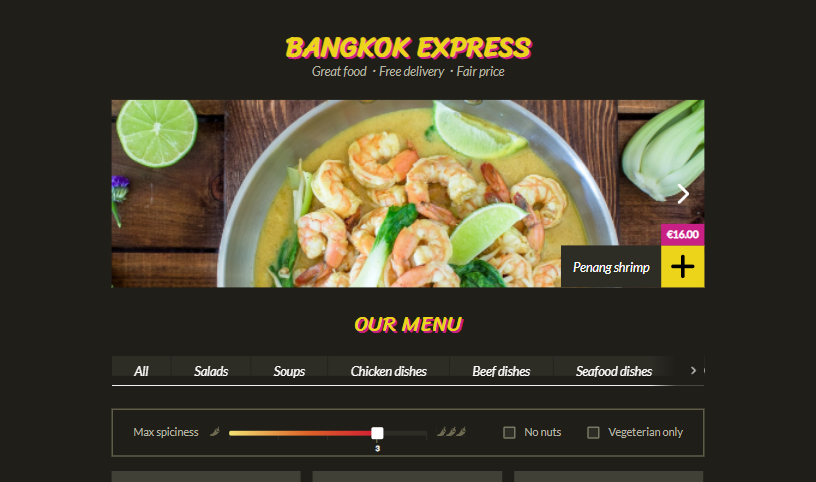 BANGKOK EXPRESS
Great food · Free delivery · Fair price
€16.00
Penang shrimp
OUR MENU
All Salads Soups Chicken dishes Beef dishes Seafood dishes
Max spiciness No nuts Vegeterian only
3